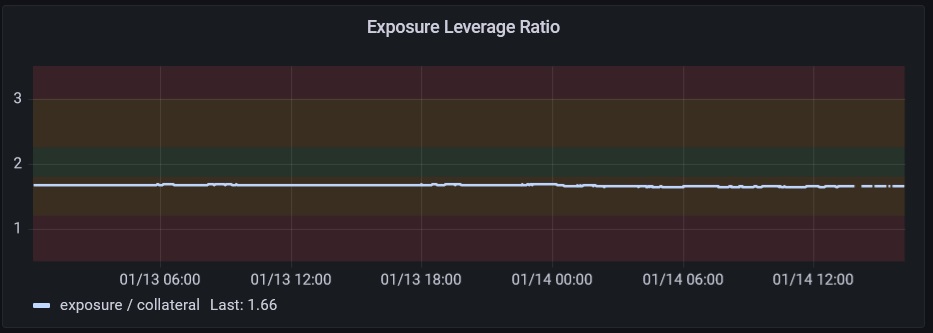 Exposure Leverage Ratio
3
2
1
01/13 06:00 01/13 12:00 01/13 18:00 01/14 00:00 01/14 06:00 01/14 12:00
exposure / collateral Last: 1.66